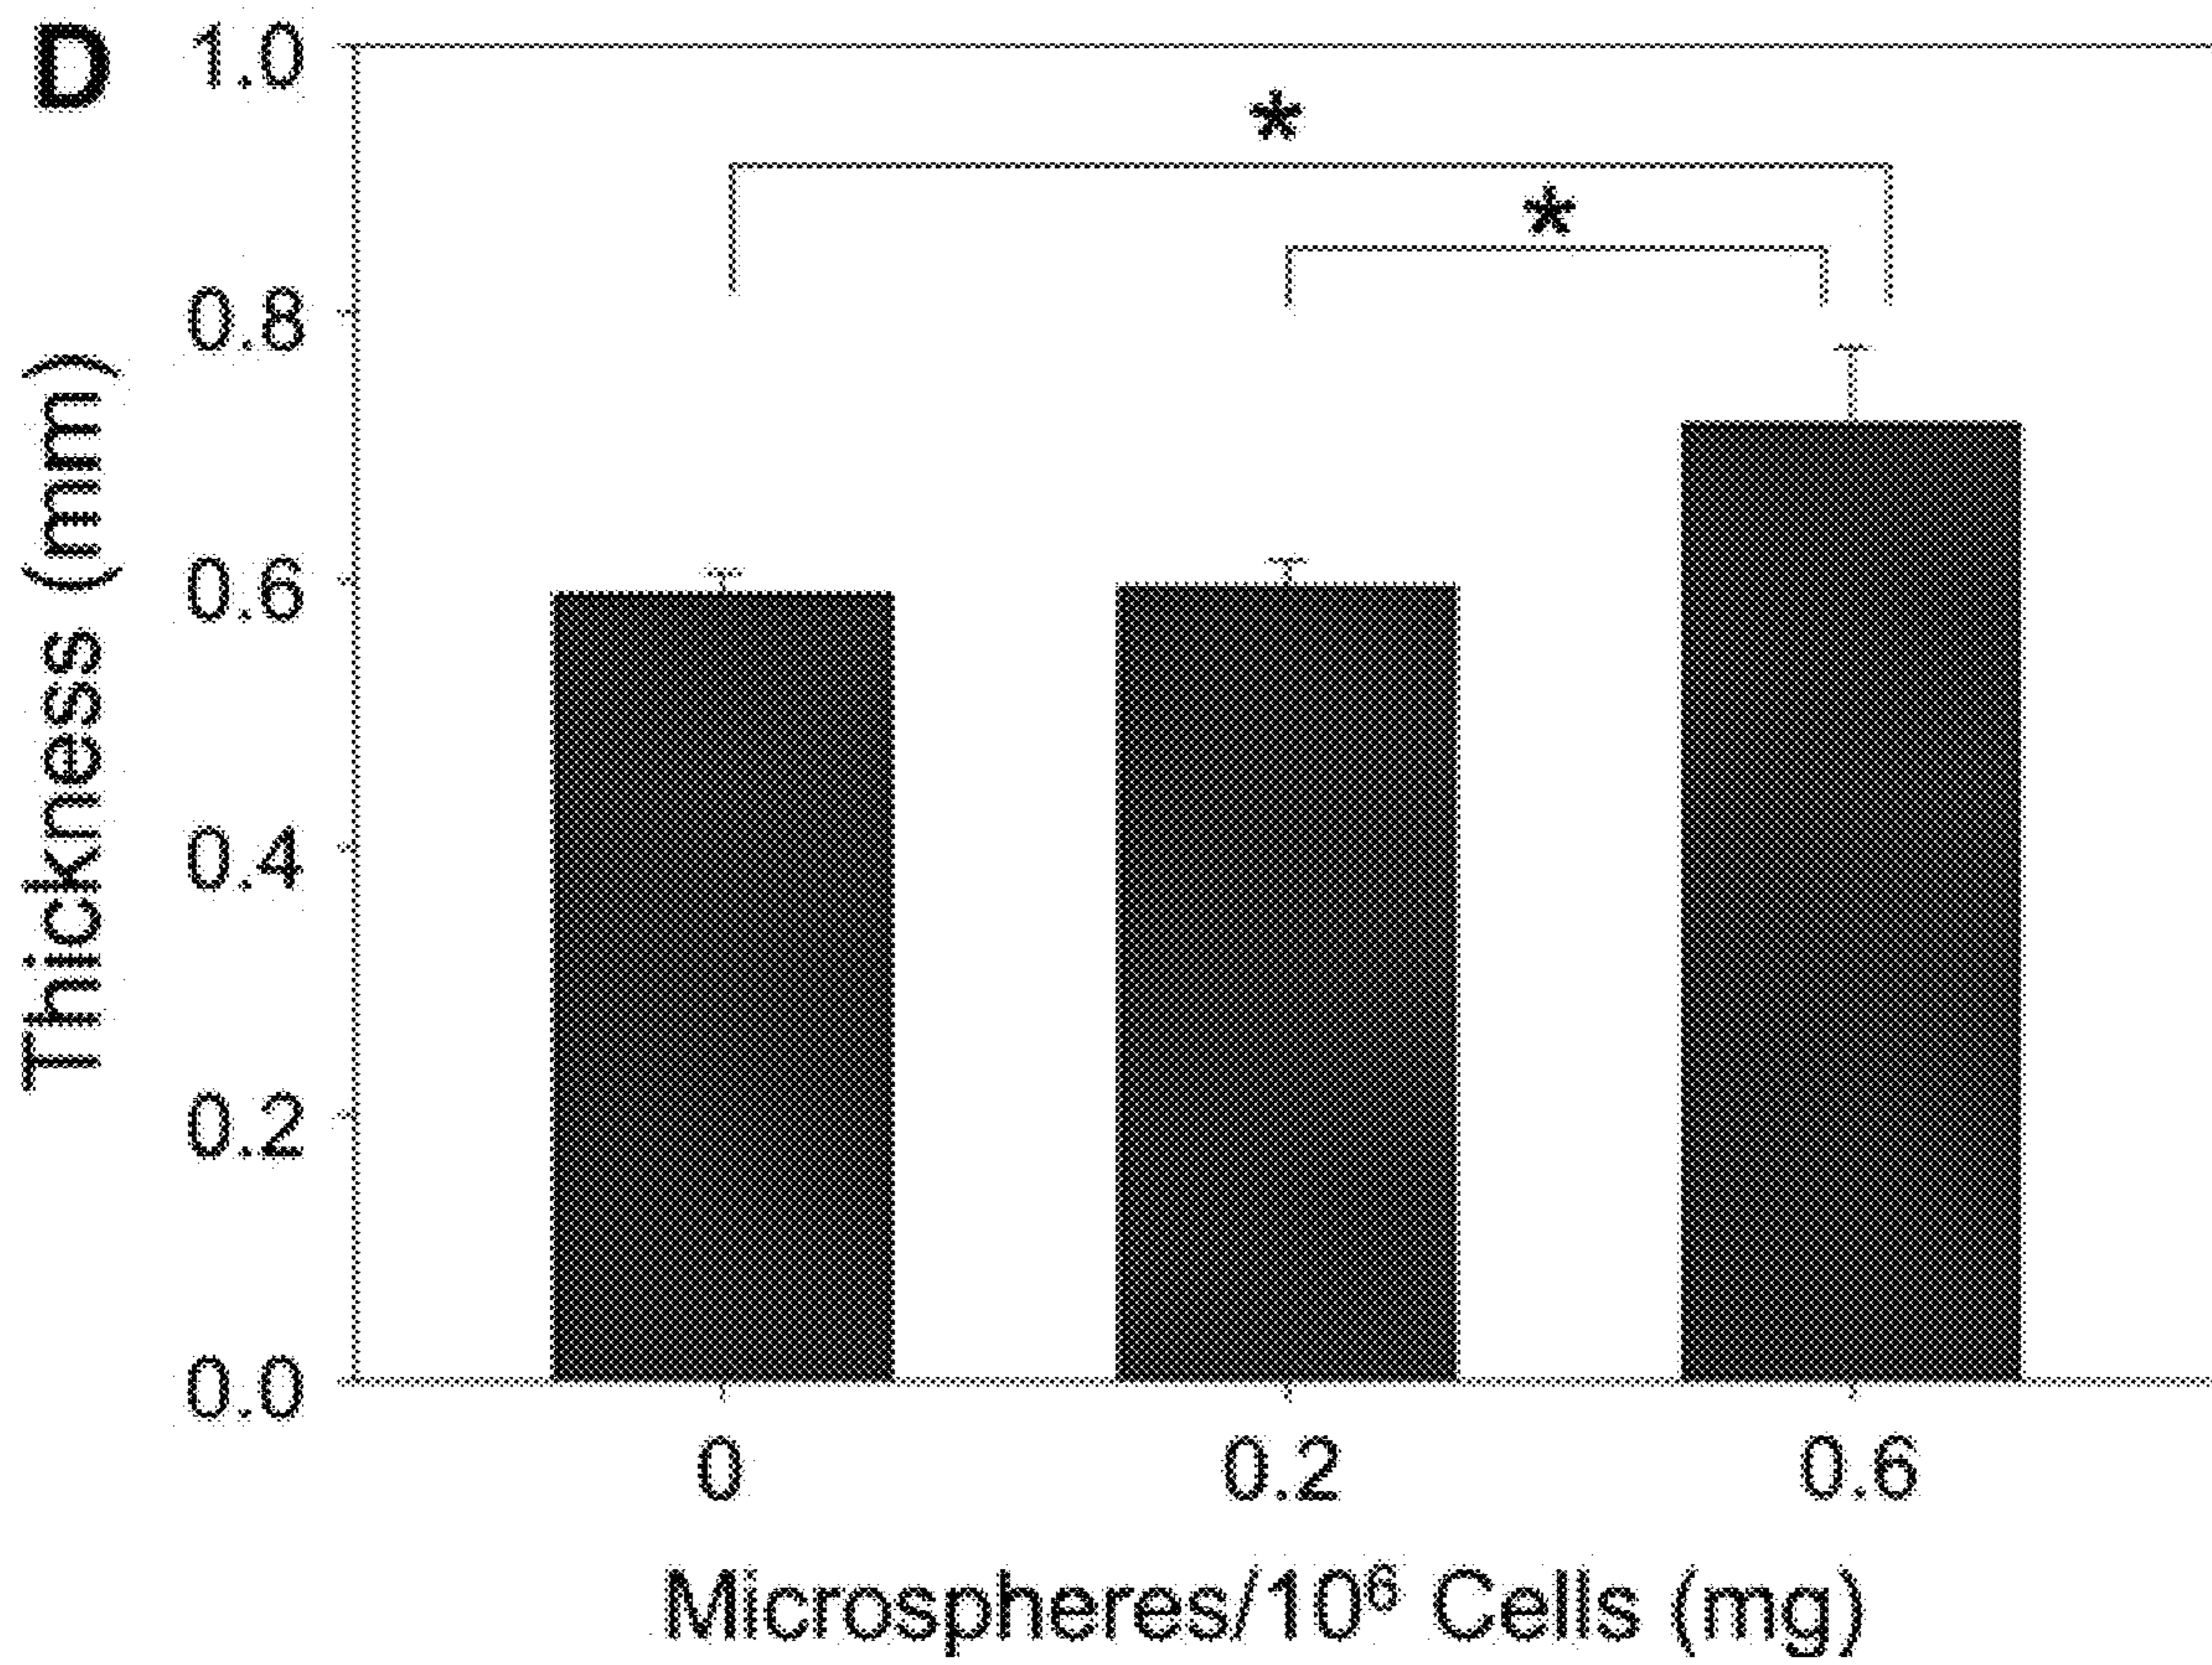 D
1.0
*
*
0.8
0.6
0.4
0.2
0.0
Thickness (mm)
0 0.2 0.6
Microspheres/10⁶ Cells (mg)